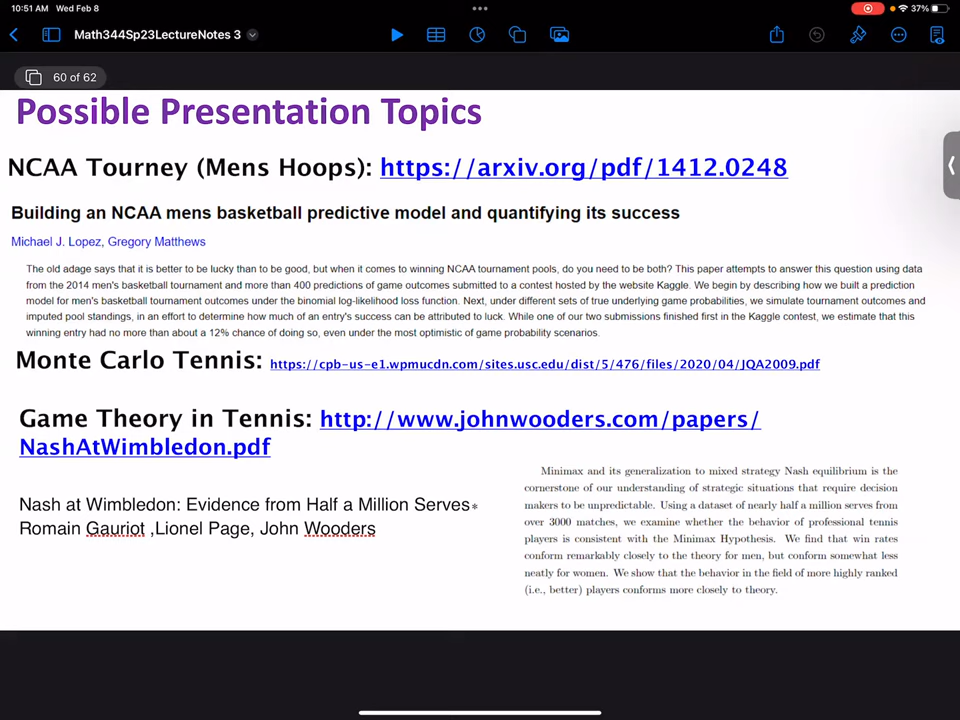 10:51 AM Wed Feb 8
37%
Math344Sp23LectureNotes 3
60 of 62
Possible Presentation Topics
NCAA Tourney (Mens Hoops): https://arxiv.org/pdf/1412.0248
Building an NCAA mens basketball predictive model and quantifying its success
Michael J. Lopez, Gregory Matthews
The old adage says that it is better to be lucky than to be good, but when it comes to winning NCAA tournament pools, do you need to be both? This paper attempts to answer this question using data
from the 2014 men's basketball tournament and more than 400 predictions of game outcomes submitted to a contest hosted by the website Kaggle. We begin by describing how we built a prediction
model for men's basketball tournament outcomes under the binomial log-likelihood loss function. Next, under different sets of true underlying game probabilities, we simulate tournament outcomes and
imputed pool standings, in an effort to determine how much of an entry's success can be attributed to luck. While one of our two submissions finished first in the Kaggle contest, we estimate that this
winning entry had no more than about a 12% chance of doing so, even under the most optimistic of game probability scenarios.
Monte Carlo Tennis: https://cpb-us-e1.wpmucdn.com/sites.usc.edu/dist/5/476/files/2020/04/JQA2009.pdf
Game Theory in Tennis: http://www.johnwooders.com/papers/
NashAtWimbledon.pdf
Nash at Wimbledon: Evidence from Half a Million Serves*
Romain Gauriot ,Lionel Page, John Wooders
Minimax and its generalization to mixed strategy Nash equilibrium is the
cornerstone of our understanding of strategic situations that require decision
makers to be unpredictable. Using a dataset of nearly half a million serves from
over 3000 matches, we examine whether the behavior of professional tennis
players is consistent with the Minimax Hypothesis. We find that win rates
conform remarkably closely to the theory for men, but conform somewhat less
neatly for women. We show that the behavior in the field of more highly ranked
(i.e., better) players conforms more closely to theory.